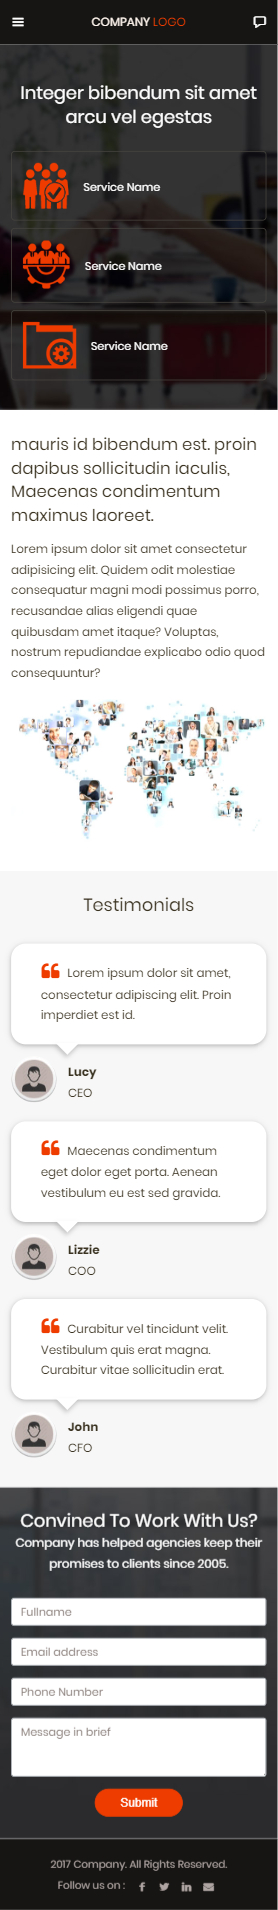 COMPANY LOGO
Integer bibendum sit amet
arcu vel egestas
Service Name
Service Name
Service Name
mauris id bibendum est. proin
dapibus sollicitudin iaculis,
Maecenas condimentum
maximus laoreet.
Lorem ipsum dolor sit amet consectetur
adipisicing elit. Quidem odit molestiae
consequatur magni modi possimus porro,
recusandae alias eligendi quae
quibusdam amet itaque? Voluptas,
nostrum repudiandae explicabo odio quod
consequuntur?
Testimonials
Lorem ipsum dolor sit amet,
consectetur adipiscing elit. Proin
imperdiet est id.
Lucy
CEO
Maecenas condimentum
eget dolor eget porta. Aenean
vestibulum eu est sed gravida.
Lizzie
COO
Curabitur vel tincidunt velit.
Vestibulum quis erat magna.
Curabitur vitae sollicitudin erat.
John
CFO
Convined To Work With Us?
Company has helped agencies keep their
promises to clients since 2005.
Fullname
Email address
Phone Number
Message in brief
Submit
2017 Company. All Rights Reserved.
Follow us on :